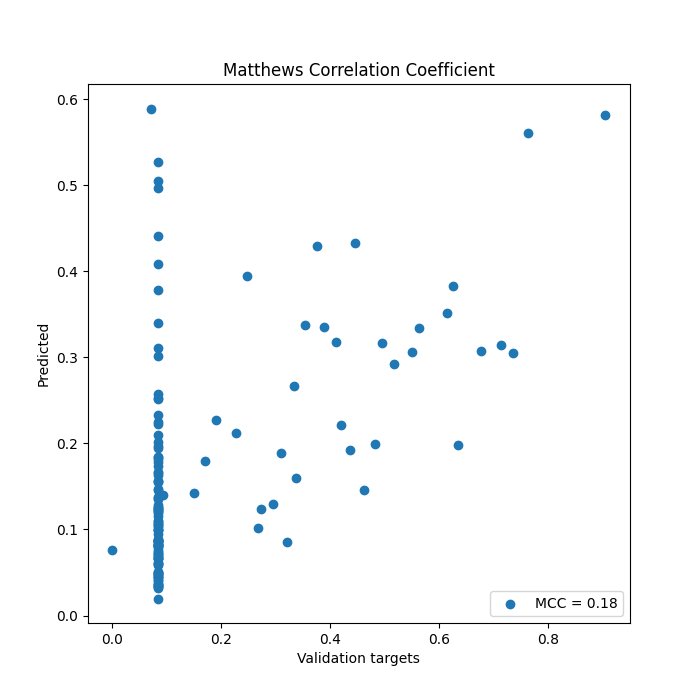 Matthews Correlation Coefficient
0.6
0.5
0.4
0.3
0.2
0.1
0.0
Predicted
MCC = 0.18
0.0 0.2 0.4 0.6 0.8
Validation targets